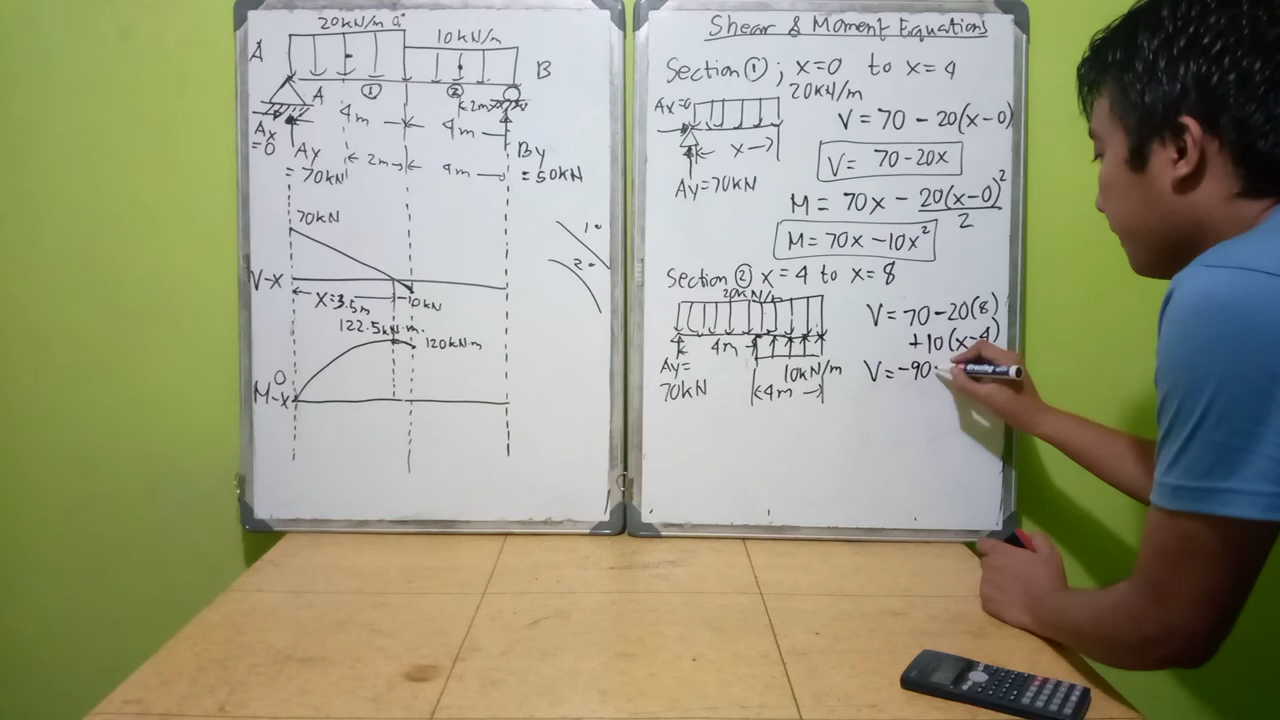 20kN/m
10kN/m
A
B
A
①
②
2m
4m
4m
Ax
=0
Ay
= 70kN
2m
4m
By
= 50kN
70kN
V-X
X=3.5m
-10kN
122.5kN·m.
120kN·m
0
M-X
1°
2°
Shear & Moment Equations
Section ① ; x=0 to x=4
Ax=0
20kN/m
x
Ay=70kN
V = 70 - 20(x-0)
V= 70-20x
M = 70x - 20(x-0)²
2
M=70x-10x²
Section ② x=4 to x=8
20kN/m
4m
Ay=
70kN
10kN/m
4m
V= 70-20(8)
+10(x-4)
V=-90